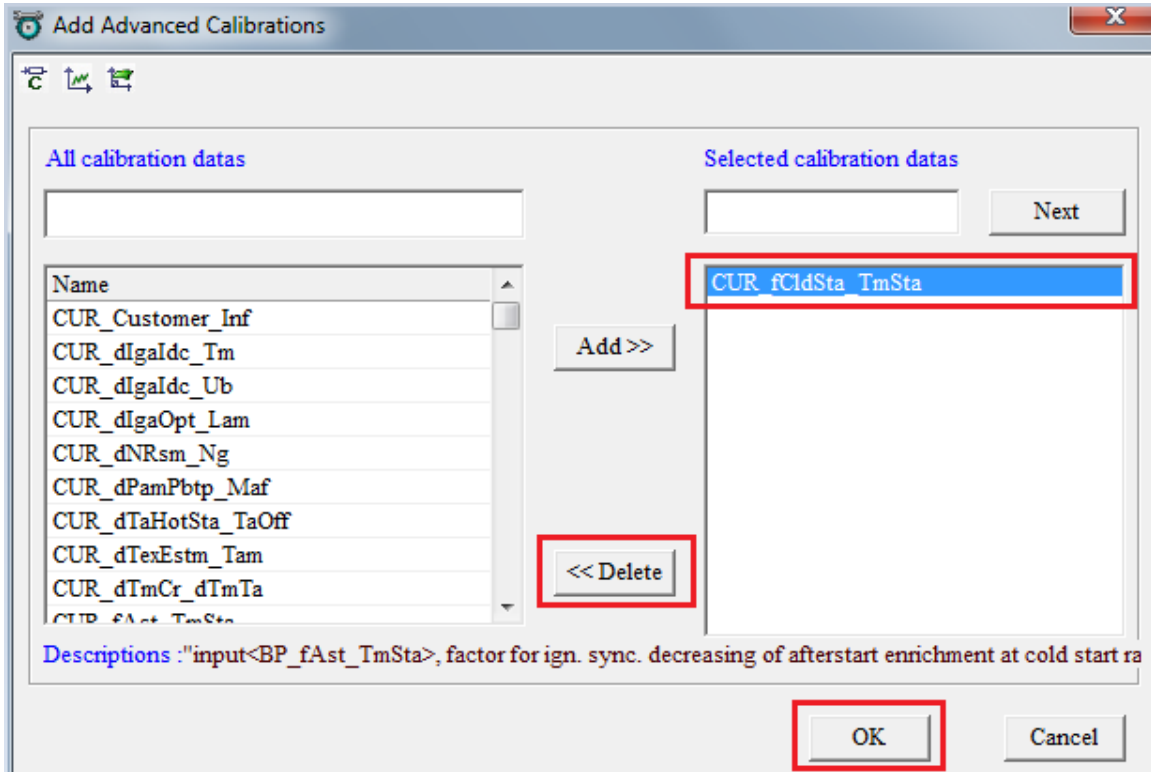 Add Advanced Calibrations
All calibration datas
Selected calibration datas
Next
Name
CUR_Customer_Inf
CUR_dIgaIdc_Tm
CUR_dIgaIdc_Ub
CUR_dIgaOpt_Lam
CUR_dNRsm_Ng
CUR_dPamPbtp_Maf
CUR_dTaHotSta_TaOff
CUR_dTexEstm_Tam
CUR_dTmCr_dTmTa
CUR_fAst_TmSta
Add >>
<< Delete
CUR_fCldSta_TmSta
Descriptions :"input<BP_fAst_TmSta>, factor for ign. sync. decreasing of afterstart enrichment at cold start ra
OK
Cancel